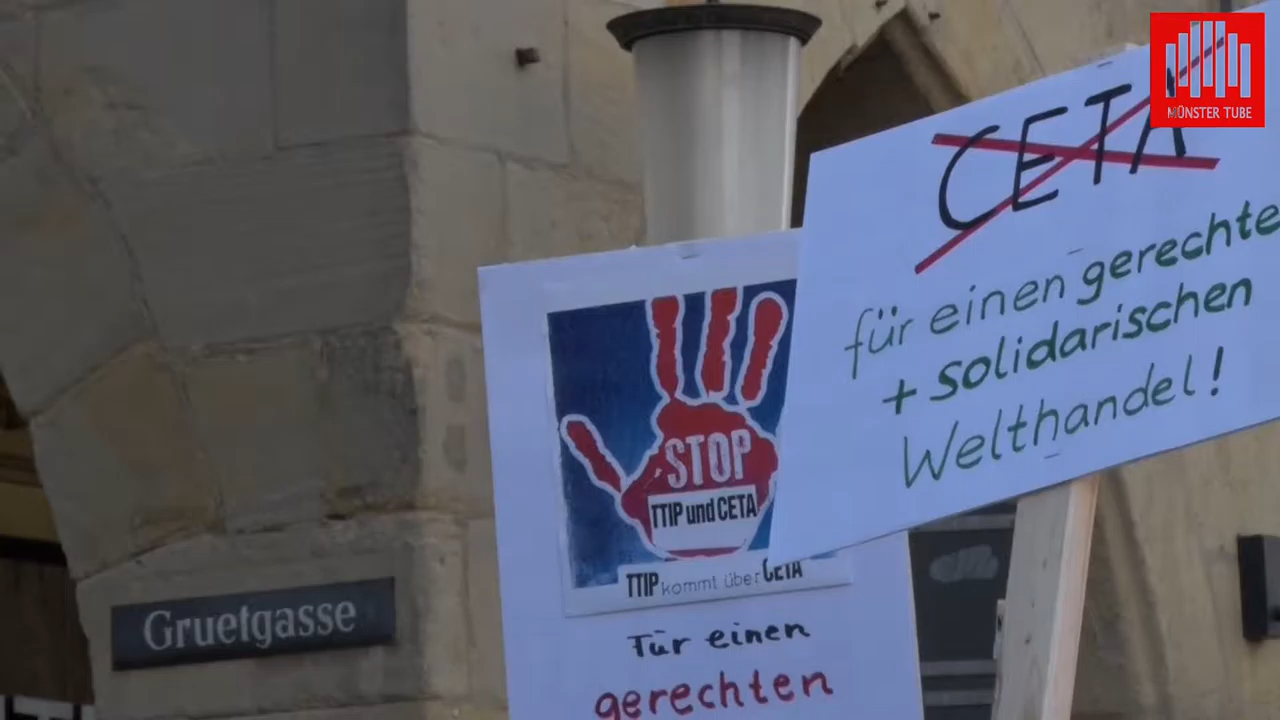 MÜNSTER TUBE
CETA
für einen gerechte
+ solidarischen
Welthandel!
STOP
TTIP und CETA
TTIP kommt über CETA
Für einen
gerechten
Gruetgasse